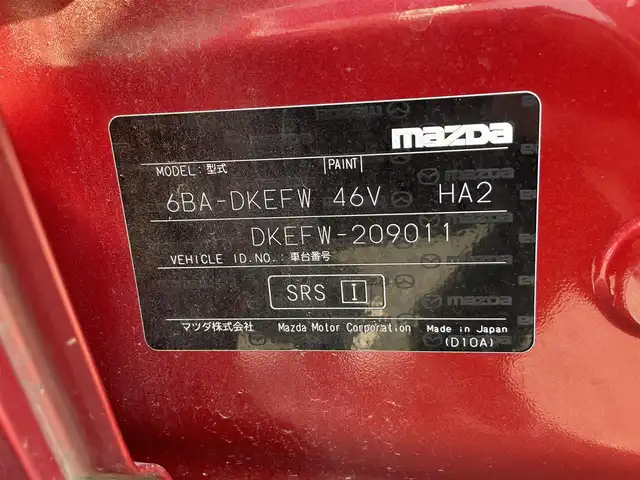 mazda
MODEL: 型式 PAINT
6BA-DKEFW 46V HA2
DKEFW-209011
VEHICLE ID.NO.: 車台番号
SRS I
マツダ株式会社 Mazda Motor Corporation Made in Japan
(D10A)